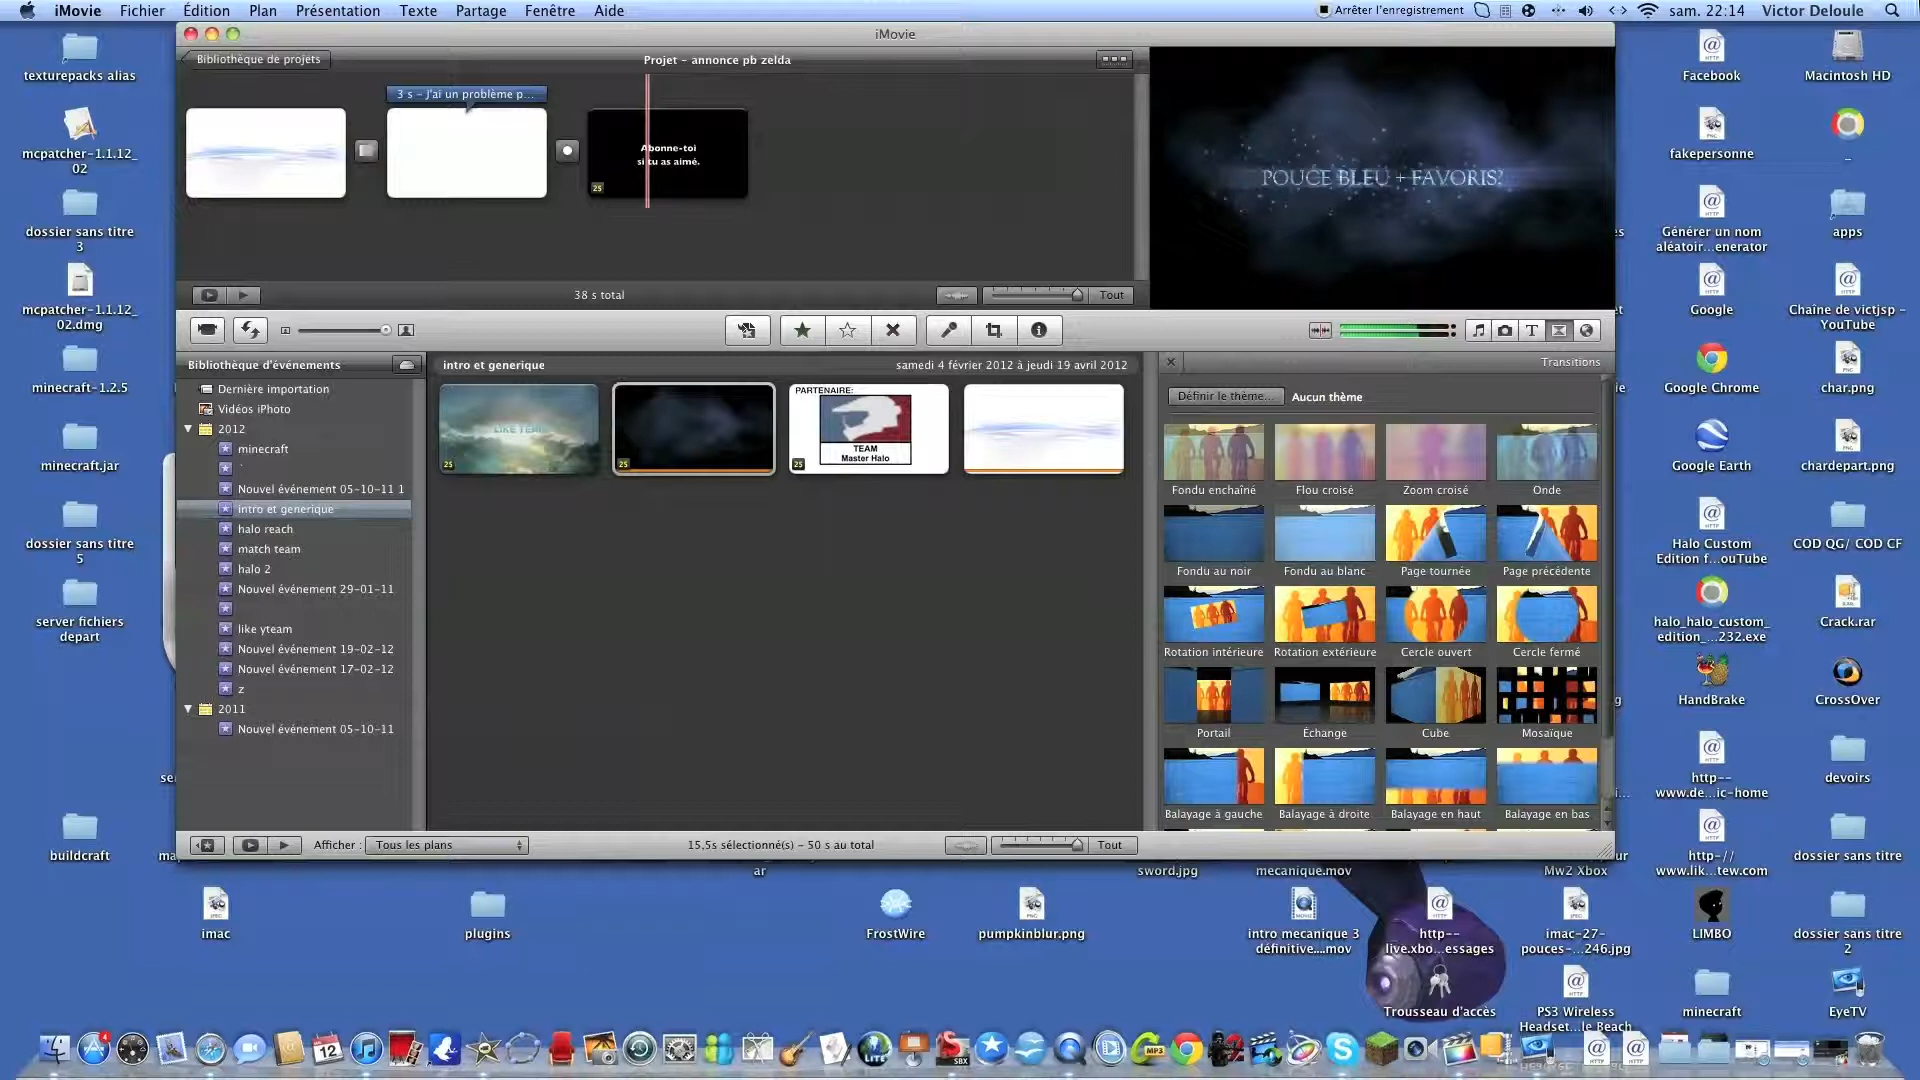 iMovie Fichier Édition Plan Présentation Texte Partage Fenêtre Aide
Arrêter l'enregistrement sam. 22:14 Victor Deloule
iMovie
Bibliothèque de projets
Projet - annonce pb zelda
3 s - J'ai un problème p...
Abonne-toi
si tu as aimé.
2s
POUCE BLEU + FAVORIS?
38 s total
Tout
Bibliothèque d'événements
Dernière importation
Vidéos iPhoto
2012
minecraft
Nouvel événement 05-10-11 1
intro et generique
halo reach
match team
halo 2
Nouvel événement 29-01-11
like yteam
Nouvel événement 19-02-12
Nouvel événement 17-02-12
z
2011
Nouvel événement 05-10-11
intro et generique
samedi 4 février 2012 à jeudi 19 avril 2012
LIKE TEAM
2s
2s
PARTENAIRE:
TEAM
Master Halo
2s
Transitions
Définir le thème...
Aucun thème
Fondu enchaîné Flou croisé Zoom croisé Onde
Fondu au noir Fondu au blanc Page tournée Page précédente
Rotation intérieure Rotation extérieure Cercle ouvert Cercle fermé
Portail Échange Cube Mosaïque
Balayage à gauche Balayage à droite Balayage en haut Balayage en bas
Afficher : Tous les plans
15,5s sélectionné(s) - 50 s au total
Tout
texturepacks alias
mcpatcher-1.1.12_
02
dossier sans titre
3
mcpatcher-1.1.12_
02.dmg
minecraft-1.2.5
minecraft.jar
dossier sans titre
5
server fichiers
depart
buildcraft
imac
plugins
ar
FrostWire
sword.jpg
pumpkinblur.png
mecanique.mov
intro mecanique 3
définitive....mov
http--
live.xbo...essages
Trousseau d'accès
Mw2 Xbox
imac-27-
pouces-...246.jpg
PS3 Wireless
Headset...le Beach
Facebook
fakepersonne
Générer un nom
aléatoir...enerator
Google
Google Chrome
Google Earth
Halo Custom
Edition f...ouTube
halo_halo_custom_
edition_...232.exe
HandBrake
http--
www.de...ic-home
http-//
www.lik...tew.com
LIMBO
minecraft
Macintosh HD
_
apps
Chaîne de victjsp -
YouTube
char.png
chardepart.png
COD QG/ COD CF
Crack.rar
CrossOver
devoirs
dossier sans titre
dossier sans titre
2
EyeTV
4
12
LITE
SBX
MP3